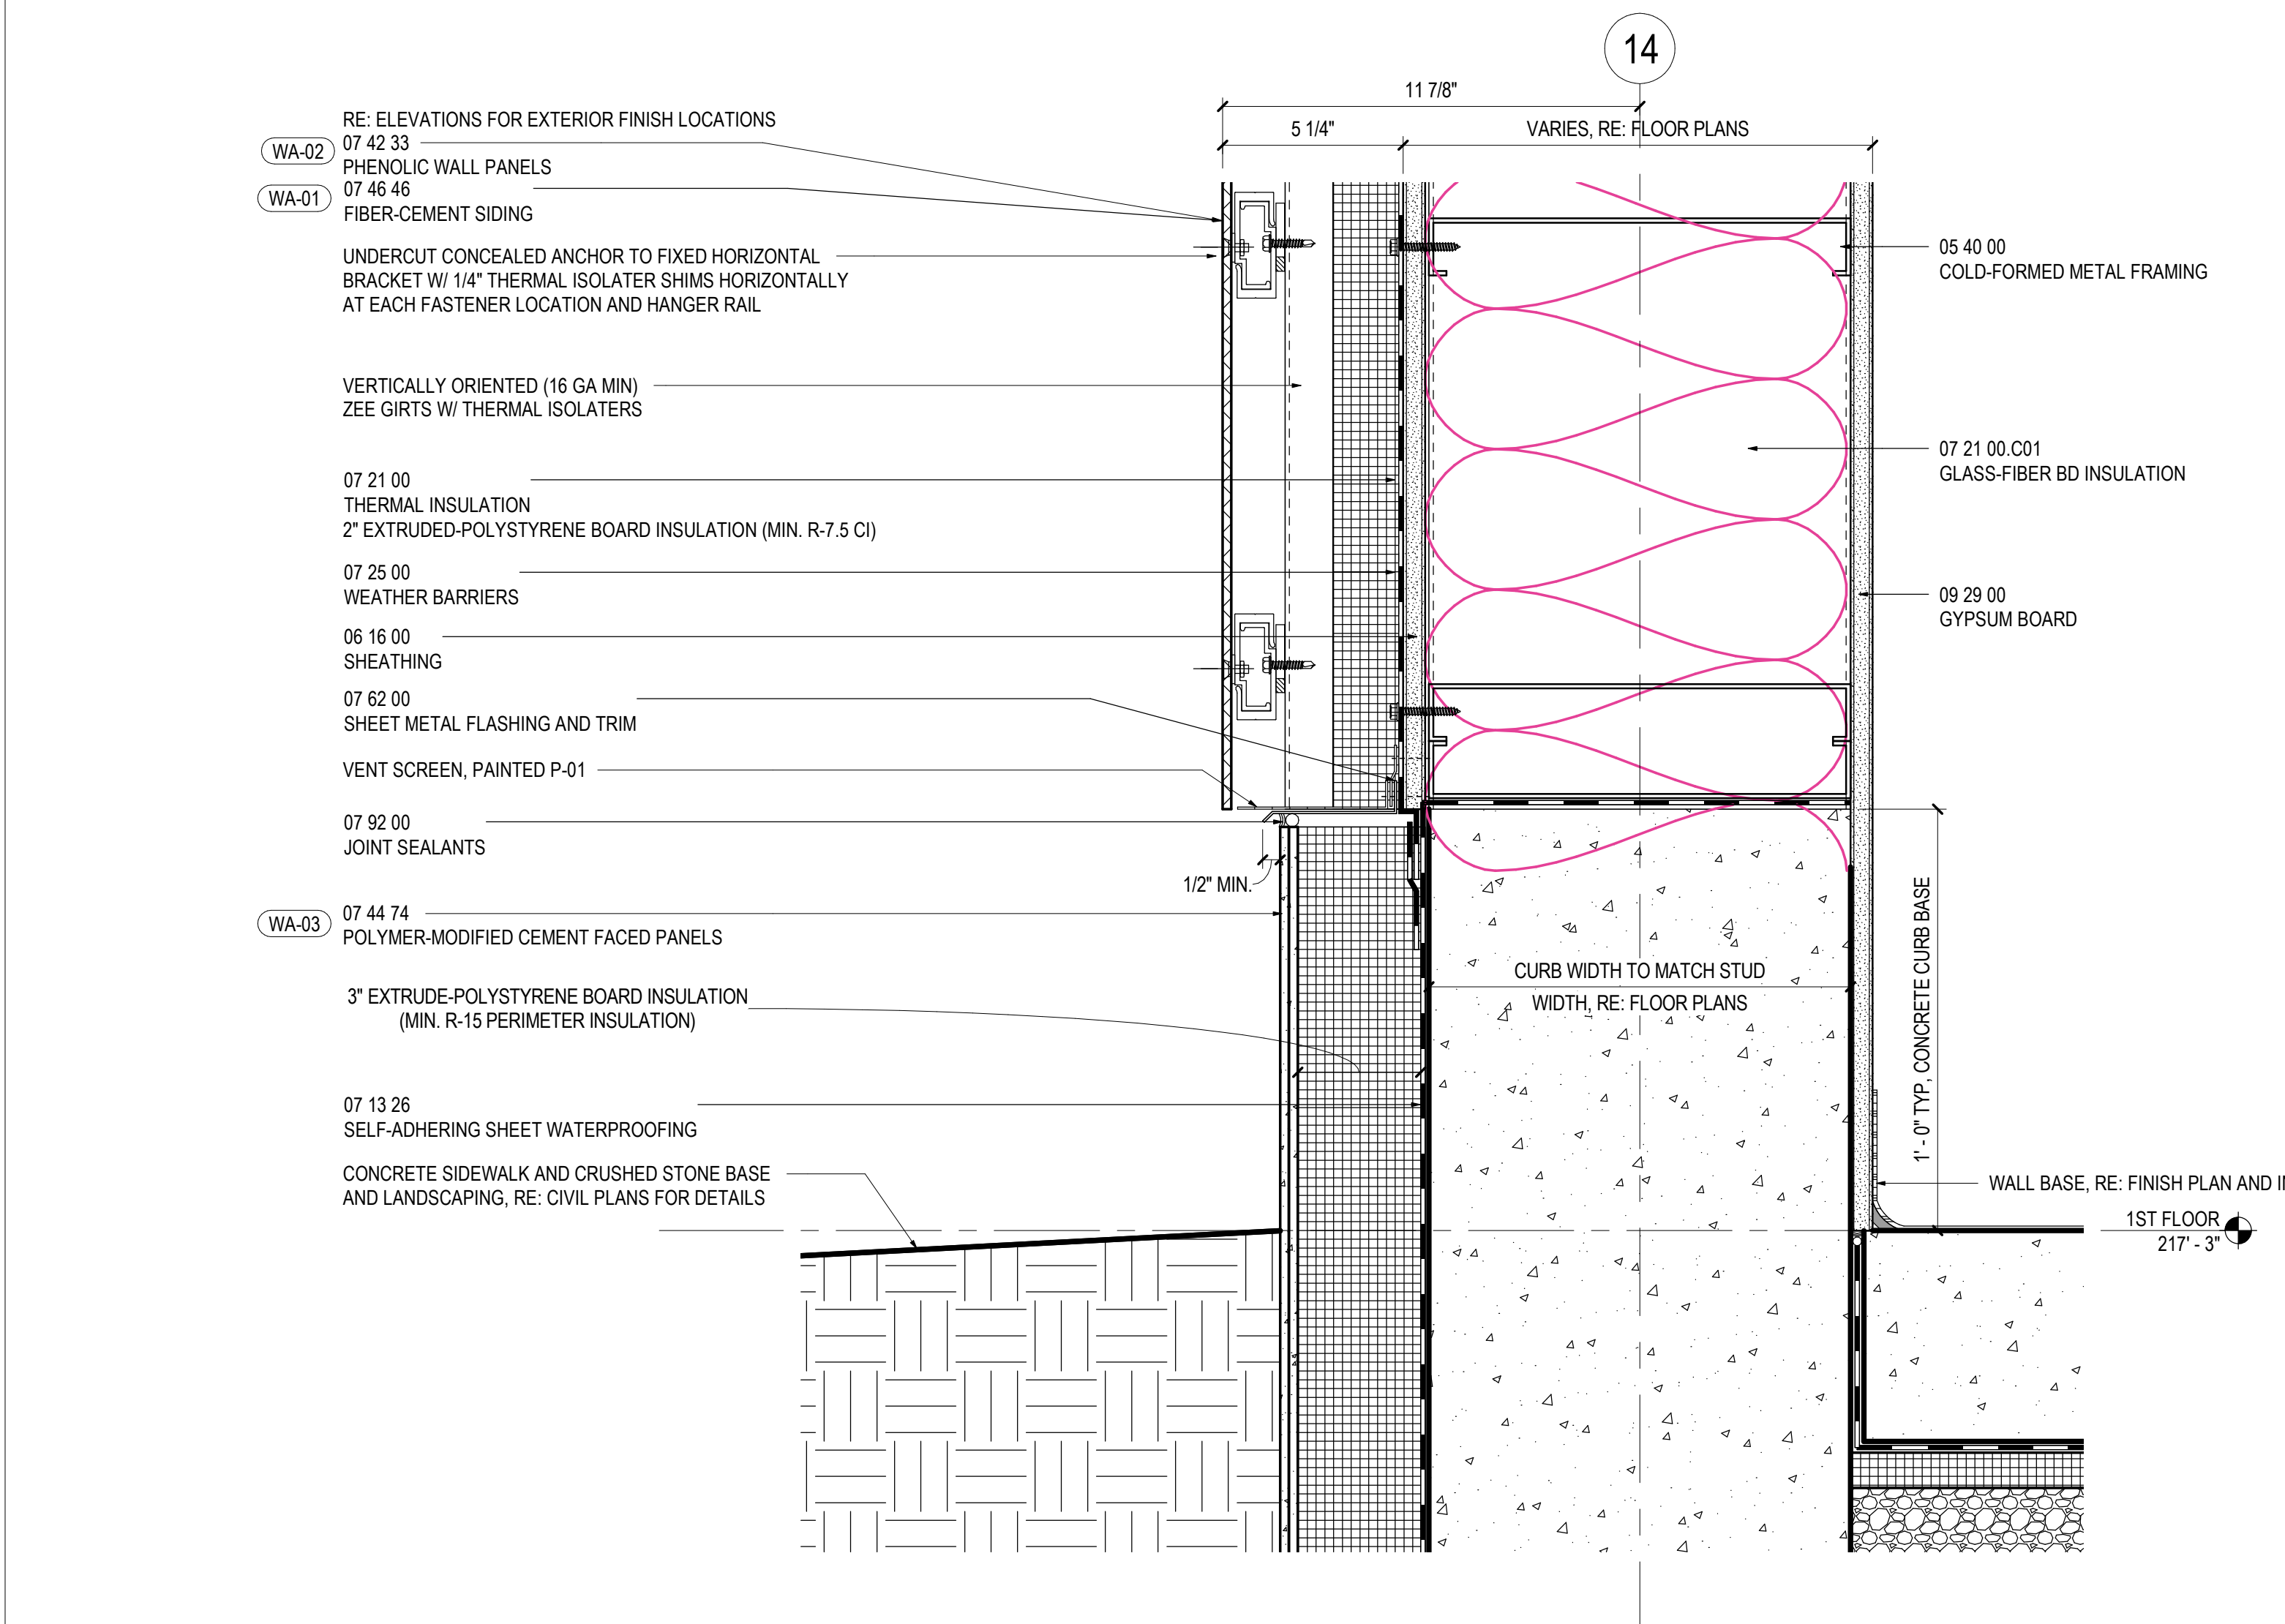 14
11 7/8"
5 1/4"
VARIES, RE: FLOOR PLANS
RE: ELEVATIONS FOR EXTERIOR FINISH LOCATIONS
WA-02
07 42 33
PHENOLIC WALL PANELS
WA-01
07 46 46
FIBER-CEMENT SIDING
UNDERCUT CONCEALED ANCHOR TO FIXED HORIZONTAL
BRACKET W/ 1/4" THERMAL ISOLATER SHIMS HORIZONTALLY
AT EACH FASTENER LOCATION AND HANGER RAIL
VERTICALLY ORIENTED (16 GA MIN)
ZEE GIRTS W/ THERMAL ISOLATERS
07 21 00
THERMAL INSULATION
2" EXTRUDED-POLYSTYRENE BOARD INSULATION (MIN. R-7.5 CI)
07 25 00
WEATHER BARRIERS
06 16 00
SHEATHING
07 62 00
SHEET METAL FLASHING AND TRIM
VENT SCREEN, PAINTED P-01
07 92 00
JOINT SEALANTS
1/2" MIN.
WA-03
07 44 74
POLYMER-MODIFIED CEMENT FACED PANELS
3" EXTRUDE-POLYSTYRENE BOARD INSULATION
(MIN. R-15 PERIMETER INSULATION)
07 13 26
SELF-ADHERING SHEET WATERPROOFING
CONCRETE SIDEWALK AND CRUSHED STONE BASE
AND LANDSCAPING, RE: CIVIL PLANS FOR DETAILS
05 40 00
COLD-FORMED METAL FRAMING
07 21 00.C01
GLASS-FIBER BD INSULATION
09 29 00
GYPSUM BOARD
CURB WIDTH TO MATCH STUD
WIDTH, RE: FLOOR PLANS
1' - 0" TYP, CONCRETE CURB BASE
WALL BASE, RE: FINISH PLAN AND
1ST FLOOR
217' - 3"